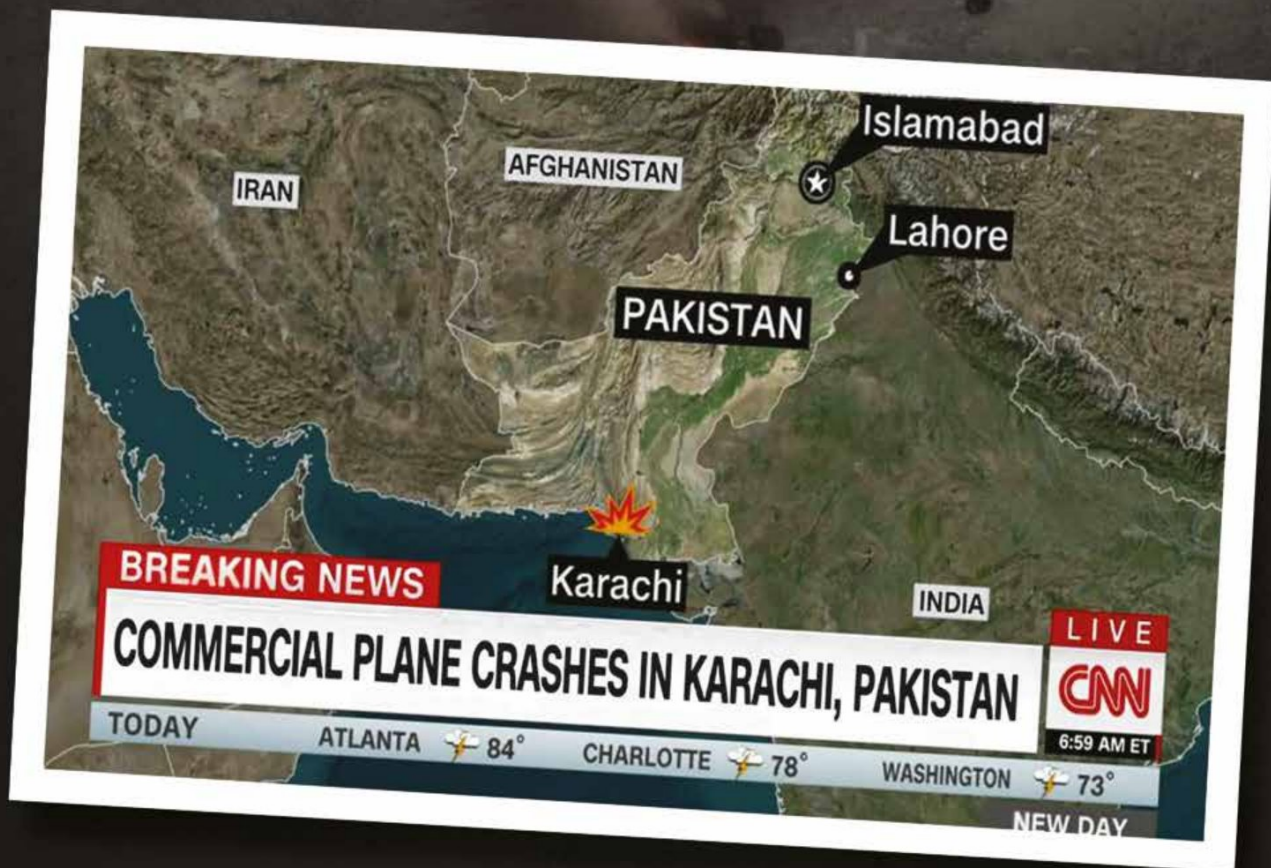 Islamabad
AFGHANISTAN
IRAN
Lahore
PAKISTAN
Karachi
INDIA
BREAKING NEWS
COMMERCIAL PLANE CRASHES IN KARACHI, PAKISTAN
LIVE
CNN
6:59 AM ET
TODAY ATLANTA 84° CHARLOTTE 78° WASHINGTON 73°
NEW DAY